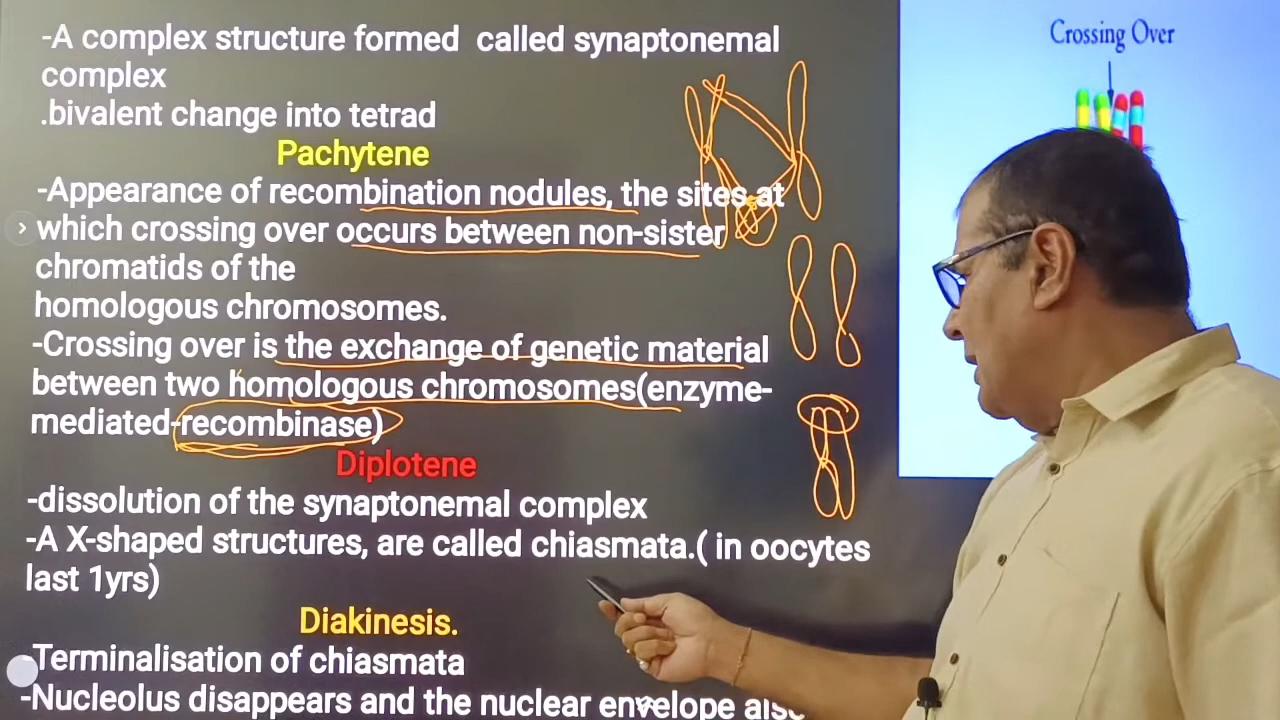 -A complex structure formed called synaptonemal
complex
.bivalent change into tetrad
Pachytene
-Appearance of recombination nodules, the sites at
which crossing over occurs between non-sister
chromatids of the
homologous chromosomes.
-Crossing over is the exchange of genetic material
between two homologous chromosomes(enzyme-
mediated-recombinase)
Diplotene
-dissolution of the synaptonemal complex
-A X-shaped structures, are called chiasmata.( in oocytes
last 1yrs)
Diakinesis.
-Terminalisation of chiasmata
-Nucleolus disappears and the nuclear envelope also
Crossing Over